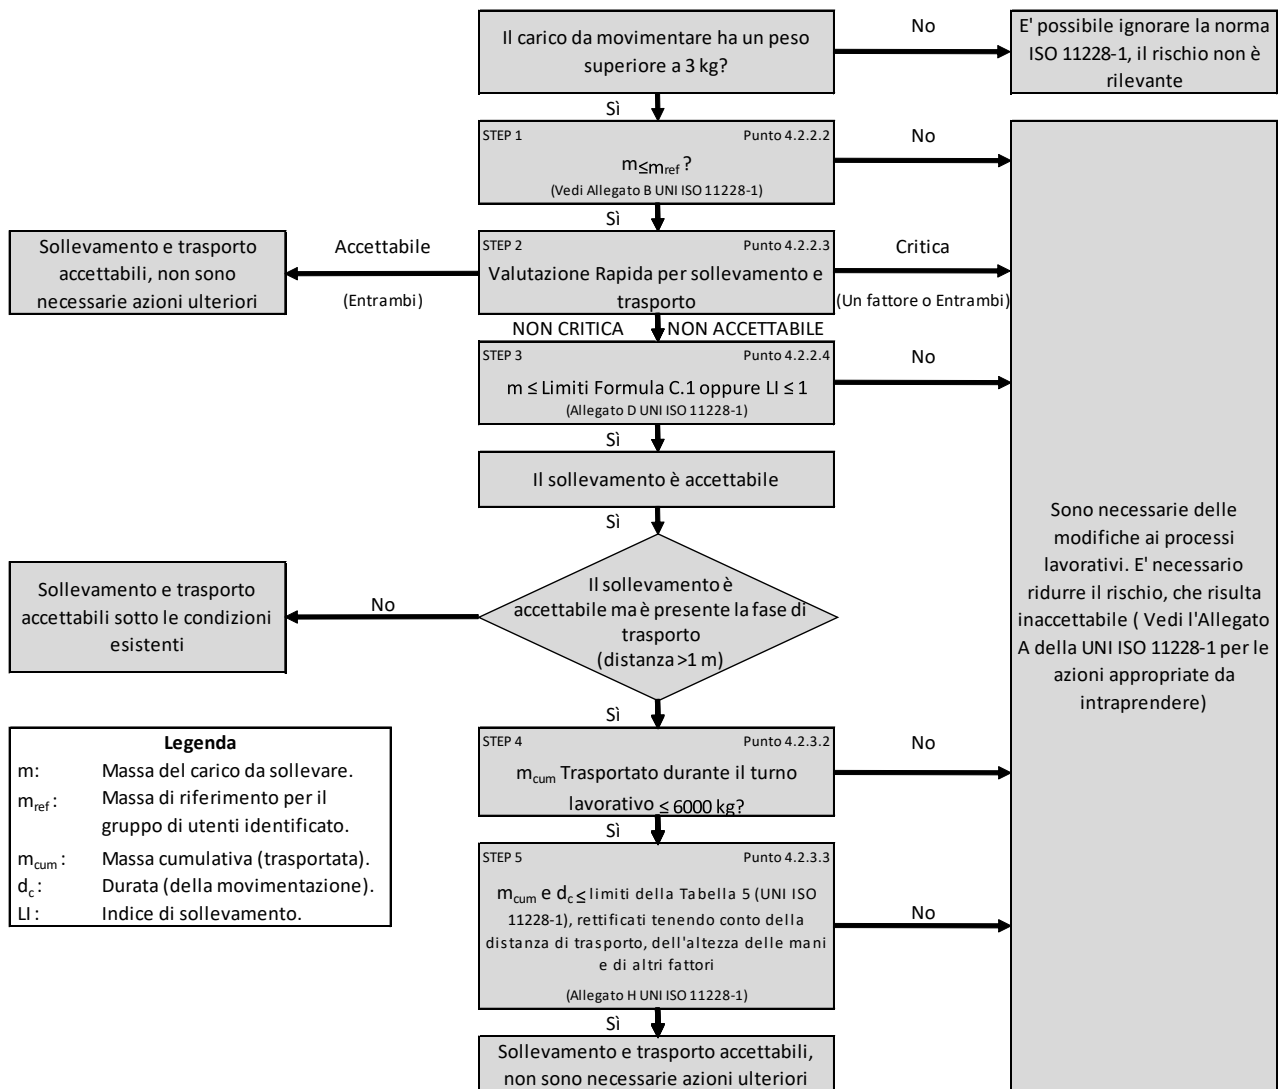 Il carico da movimentare ha un peso
superiore a 3 kg?
No
E' possibile ignorare la norma
ISO 11228-1, il rischio non è
rilevante
Sì
STEP 1 Punto 4.2.2.2
m≤mref ?
(Vedi Allegato B UNI ISO 11228-1)
No
Sì
STEP 2 Punto 4.2.2.3
Valutazione Rapida per sollevamento e
trasporto
Accettabile
(Entrambi)
Sollevamento e trasporto
accettabili, non sono
necessarie azioni ulteriori
Critica
(Un fattore o Entrambi)
NON CRITICA NON ACCETTABILE
STEP 3 Punto 4.2.2.4
m ≤ Limiti Formula C.1 oppure LI ≤ 1
(Allegato D UNI ISO 11228-1)
No
Sì
Il sollevamento è accettabile
Sì
Il sollevamento è
accettabile ma è presente la fase di
trasporto
(distanza >1 m)
No
Sollevamento e trasporto
accettabili sotto le condizioni
esistenti
Sono necessarie delle
modifiche ai processi
lavorativi. E' necessario
ridurre il rischio, che risulta
inaccettabile ( Vedi l'Allegato
A della UNI ISO 11228-1 per le
azioni appropriate da
intraprendere)
Sì
STEP 4 Punto 4.2.3.2
mcum Trasportato durante il turno
lavorativo ≤ 6000 kg?
No
Sì
STEP 5 Punto 4.2.3.3
mcum e dc ≤ limiti della Tabella 5 (UNI ISO
11228-1), rettificati tenendo conto della
distanza di trasporto, dell'altezza delle mani
e di altri fattori
(Allegato H UNI ISO 11228-1)
No
Sì
Sollevamento e trasporto accettabili,
non sono necessarie azioni ulteriori
Legenda
m: Massa del carico da sollevare.
mref : Massa di riferimento per il
gruppo di utenti identificato.
mcum : Massa cumulativa (trasportata).
dc : Durata (della movimentazione).
LI : Indice di sollevamento.